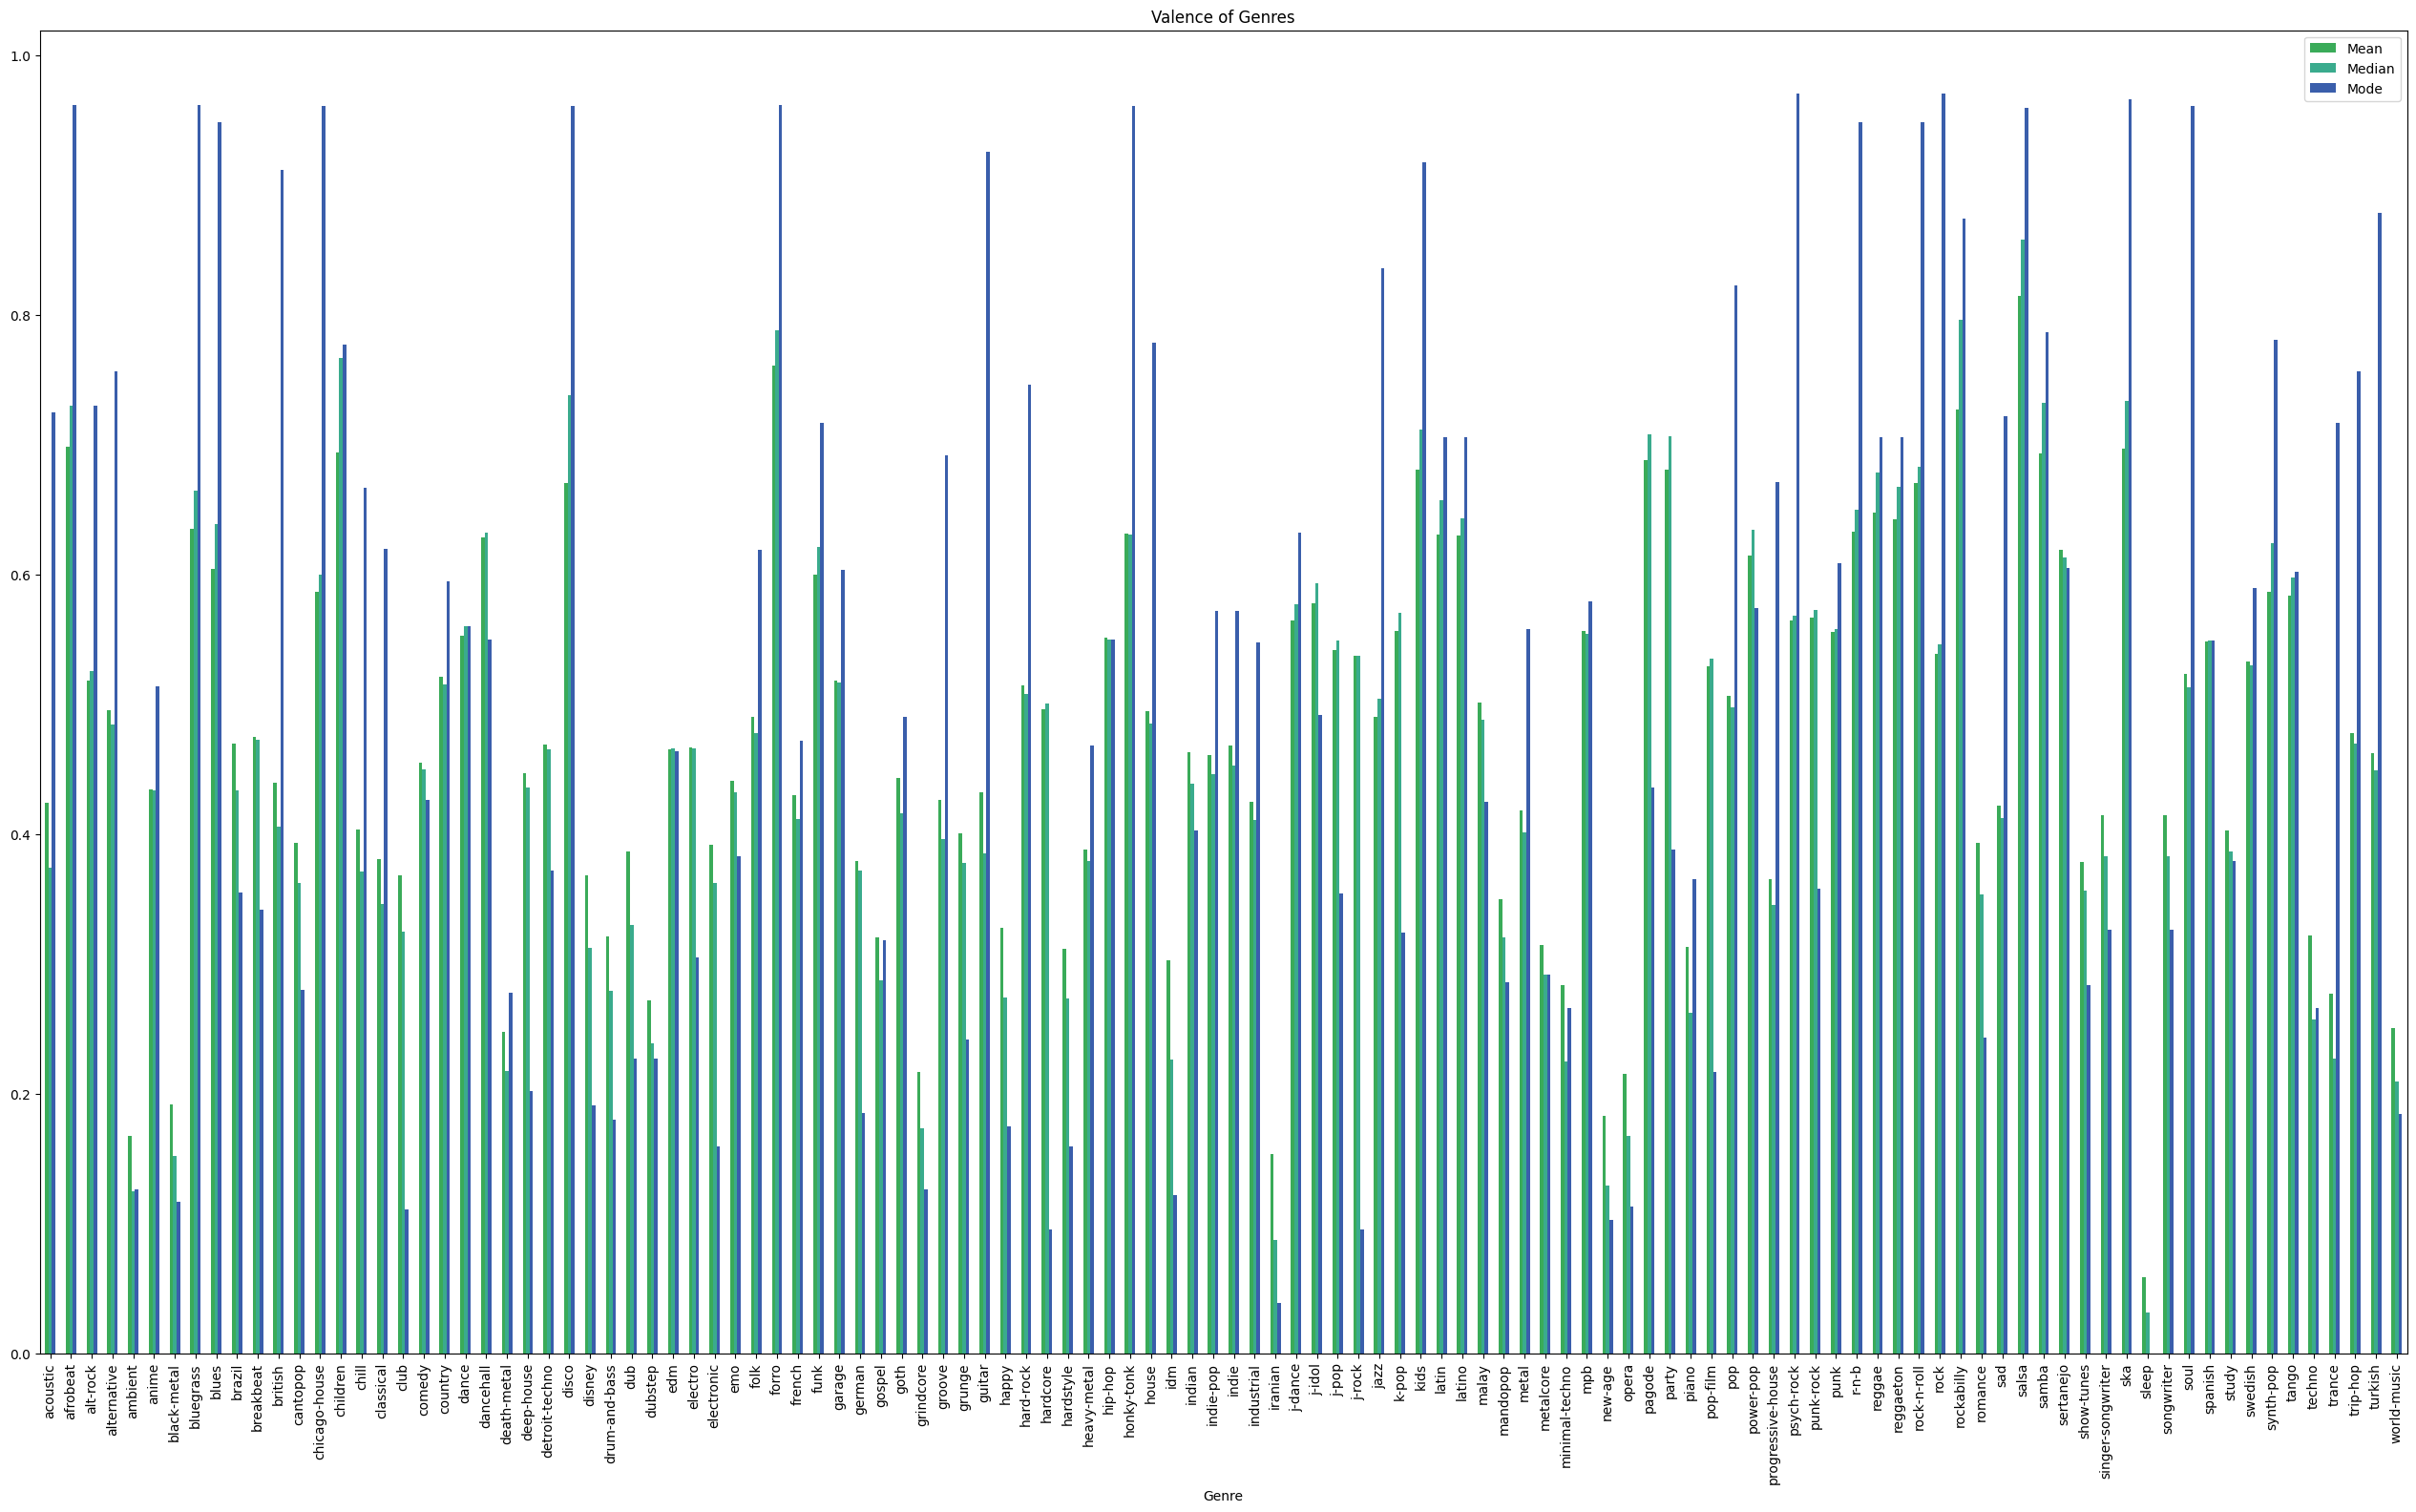 Valence of Genres
1.0
0.8
0.6
0.4
0.2
0.0
Mean
Median
Mode
acoustic
afrobeat
alt-rock
alternative
ambient
anime
black-metal
bluegrass
blues
brazil
breakbeat
british
cantopop
chicago-house
children
chill
classical
club
comedy
country
dance
dancehall
death-metal
deep-house
detroit-techno
disco
disney
drum-and-bass
dub
dubstep
edm
electro
electronic
emo
folk
forro
french
funk
garage
german
gospel
goth
grindcore
groove
grunge
guitar
happy
hard-rock
hardcore
hardstyle
heavy-metal
hip-hop
honky-tonk
house
idm
indian
indie-pop
indie
industrial
iranian
j-dance
j-idol
j-pop
j-rock
jazz
k-pop
kids
latin
latino
malay
mandopop
metal
metalcore
minimal-techno
mpb
new-age
opera
pagode
party
piano
pop-film
pop
power-pop
progressive-house
psych-rock
punk-rock
punk
r-n-b
reggae
reggaeton
rock-n-roll
rock
rockabilly
romance
sad
salsa
samba
sertanejo
show-tunes
singer-songwriter
ska
sleep
songwriter
soul
spanish
study
swedish
synth-pop
tango
techno
trance
trip-hop
turkish
world-music
Genre